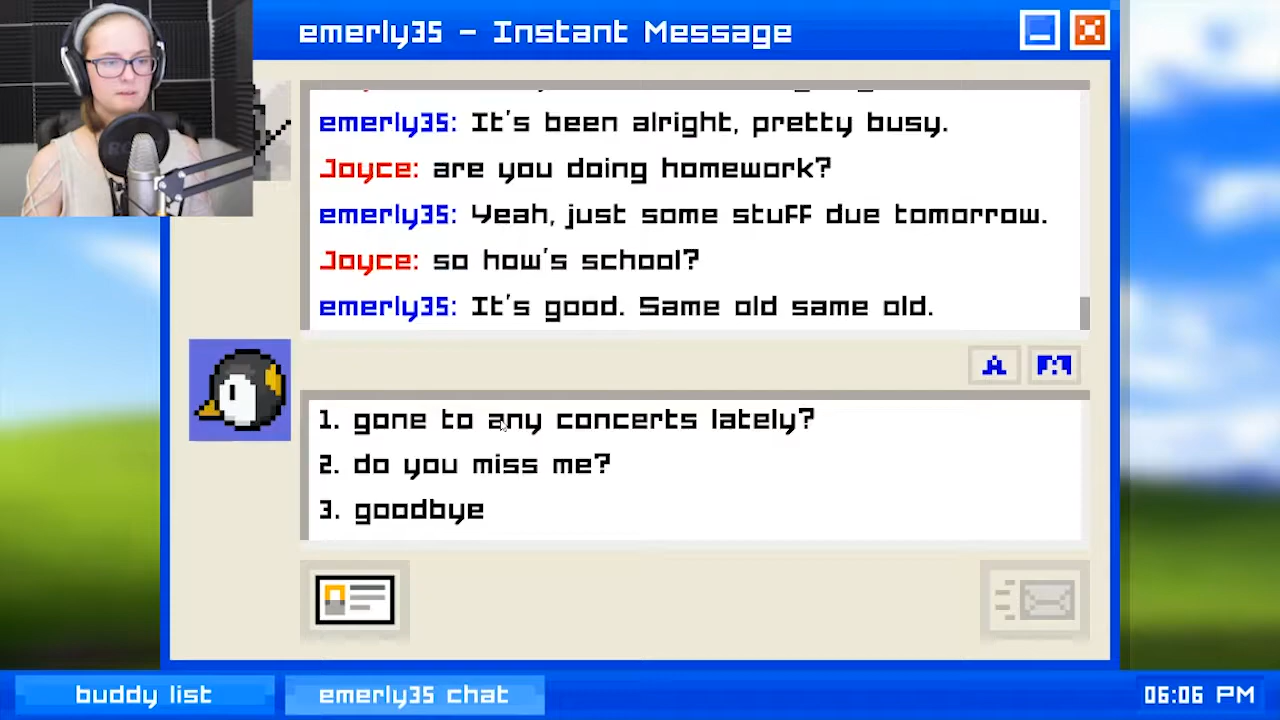 emerly35 - Instant Message
emerly35: It's been alright, pretty busy.
Joyce: are you doing homework?
emerly35: Yeah, just some stuff due tomorrow.
Joyce: so how's school?
emerly35: It's good. Same old same old.
A
1. gone to any concerts lately?
2. do you miss me?
3. goodbye
buddy list
emerly35 chat
06:06 PM